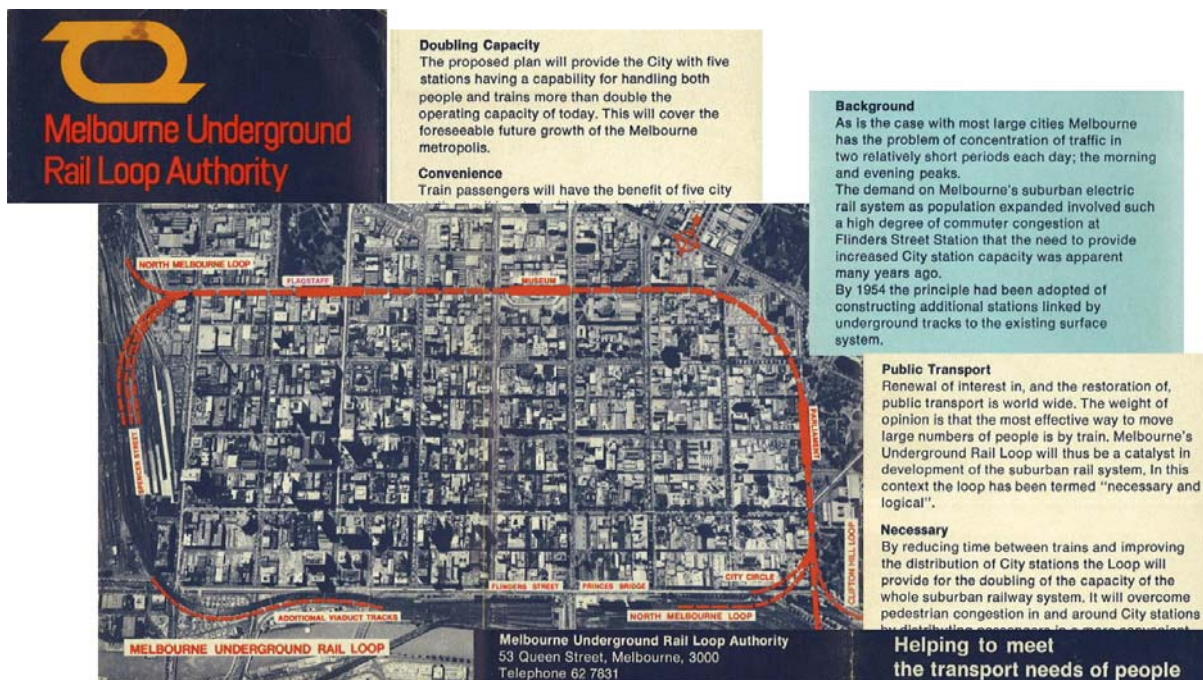 Melbourne Underground
Rail Loop Authority
Doubling Capacity
The proposed plan will provide the City with five
stations having a capability for handling both
people and trains more than double the
operating capacity of today. This will cover the
foreseeable future growth of the Melbourne
metropolis.
Convenience
Train passengers will have the benefit of five city
Background
As is the case with most large cities Melbourne
has the problem of concentration of traffic in
two relatively short periods each day; the morning
and evening peaks.
The demand on Melbourne's suburban electric
rail system as population expanded involved such
a high degree of commuter congestion at
Flinders Street Station that the need to provide
increased City station capacity was apparent
many years ago.
By 1954 the principle had been adopted of
constructing additional stations linked by
underground tracks to the existing surface
system.
Public Transport
Renewal of interest in, and the restoration of,
public transport is world wide. The weight of
opinion is that the most effective way to move
large numbers of people is by train. Melbourne's
Underground Rail Loop will thus be a catalyst in
development of the suburban rail system. In this
context the loop has been termed "necessary and
logical".
Necessary
By reducing time between trains and improving
the distribution of City stations the Loop will
provide for the doubling of the capacity of the
whole suburban railway system. It will overcome
pedestrian congestion in and around City stations
NORTH MELBOURNE LOOP
FLAGSTAFF
MUSEUM
PARLIAMENT
SPENCER STREET
CLIFTON HILL LOOP
FLINDERS STREET
PRINCES BRIDGE
CITY CIRCLE
NORTH MELBOURNE LOOP
ADDITIONAL VIADUCT TRACKS
MELBOURNE UNDERGROUND RAIL LOOP
Melbourne Underground Rail Loop Authority
53 Queen Street, Melbourne, 3000
Telephone 62 7831
Helping to meet
the transport needs of people